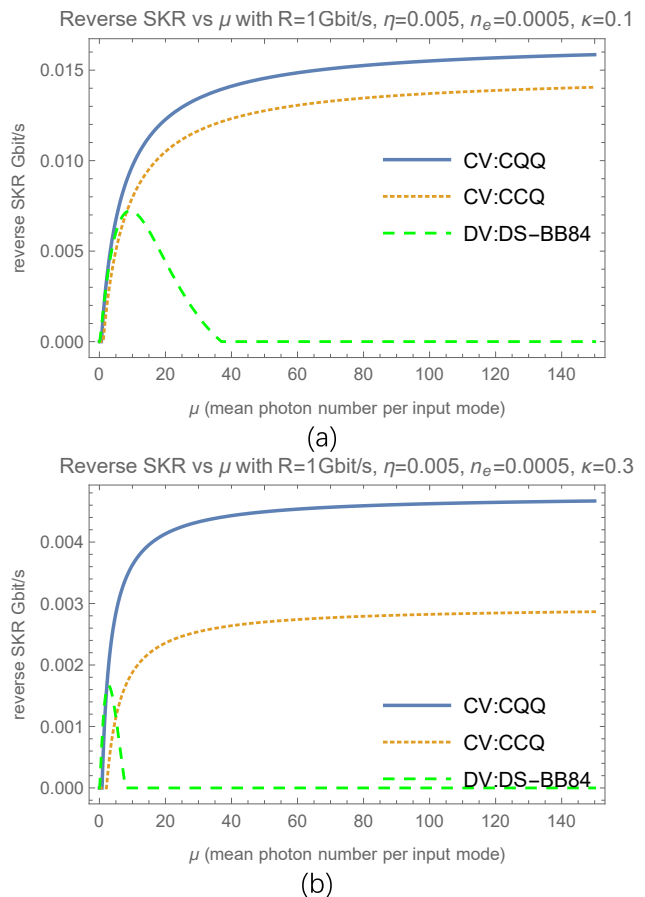 Reverse SKR vs μ with R=1Gbit/s, η=0.005, nₑ=0.0005, κ=0.1
reverse SKR Gbit/s
0.015
0.010
0.005
0.000
CV:CQQ
CV:CCQ
DV:DS−BB84
0 20 40 60 80 100 120 140
μ (mean photon number per input mode)
(a)
Reverse SKR vs μ with R=1Gbit/s, η=0.005, nₑ=0.0005, κ=0.3
reverse SKR Gbit/s
0.004
0.003
0.002
0.001
0.000
CV:CQQ
CV:CCQ
DV:DS−BB84
0 20 40 60 80 100 120 140
μ (mean photon number per input mode)
(b)